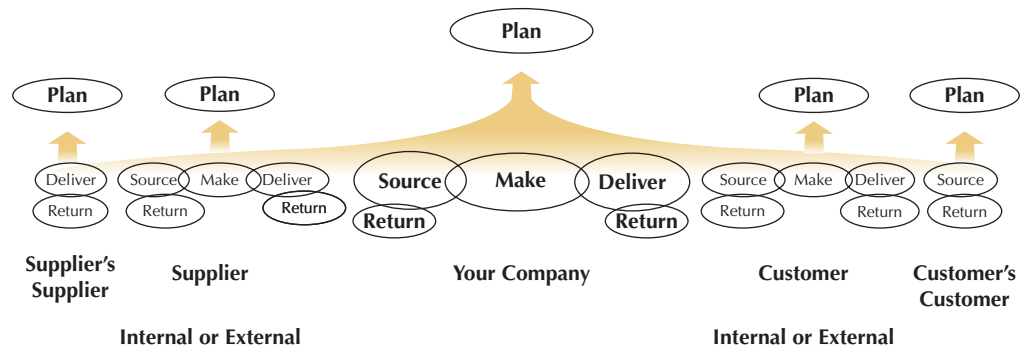 Plan
Plan
Plan
Plan
Plan
Deliver
Source
Make
Deliver
Source
Make
Deliver
Source
Make
Deliver
Source
Return
Return
Return
Return
Return
Return
Return
Return
Supplier's
Supplier
Supplier
Your Company
Customer
Customer's
Customer
Internal or External
Internal or External